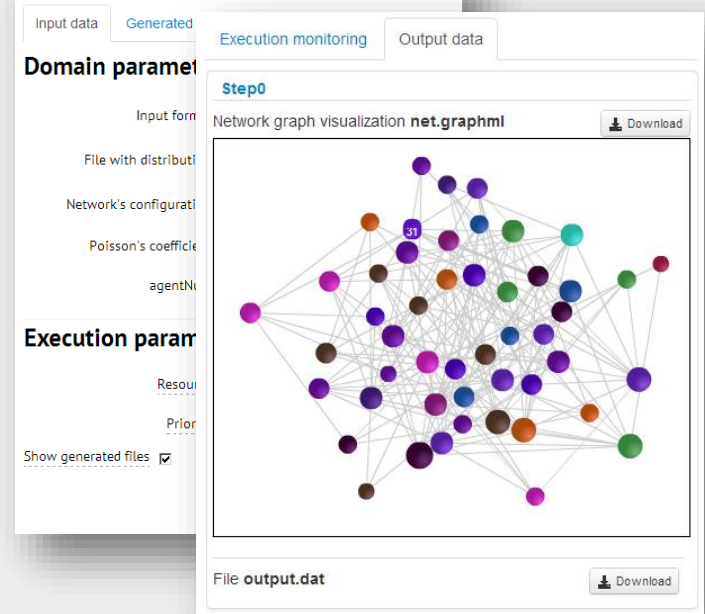 Input data Generated
Domain paramet
Input form
File with distributi
Network's configurati
Poisson's coefficie
agentNu
Execution param
Resour
Prior
Show generated files
Execution monitoring Output data
Step0
Network graph visualization net.graphml
Download
31
File output.dat
Download